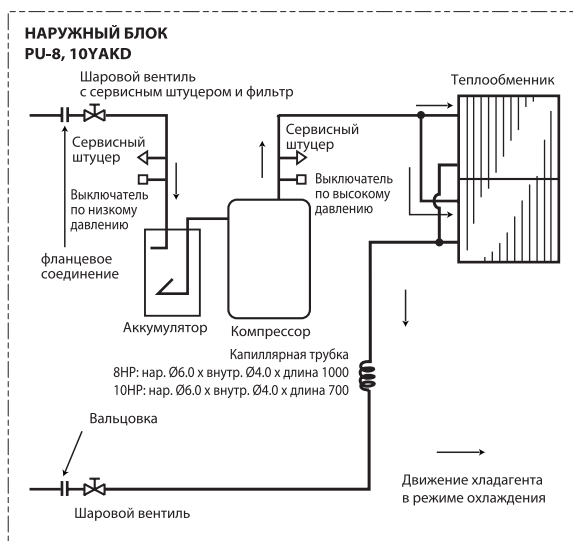 НАРУЖНЫЙ БЛОК
PU-8, 10YAKD
Шаровой вентиль
с сервисным штуцером и фильтр
Теплообменник
Сервисный
штуцер
Сервисный
штуцер
Выключатель
по низкому
давлению
Выключатель
по высокому
давлению
фланцевое
соединение
Аккумулятор
Компрессор
Капиллярная трубка
8HP: нар. Ø6.0 x внутр. Ø4.0 x длина 1000
10HP: нар. Ø6.0 x внутр. Ø4.0 x длина 700
Вальцовка
Движение хладагента
в режиме охлаждения
Шаровой вентиль